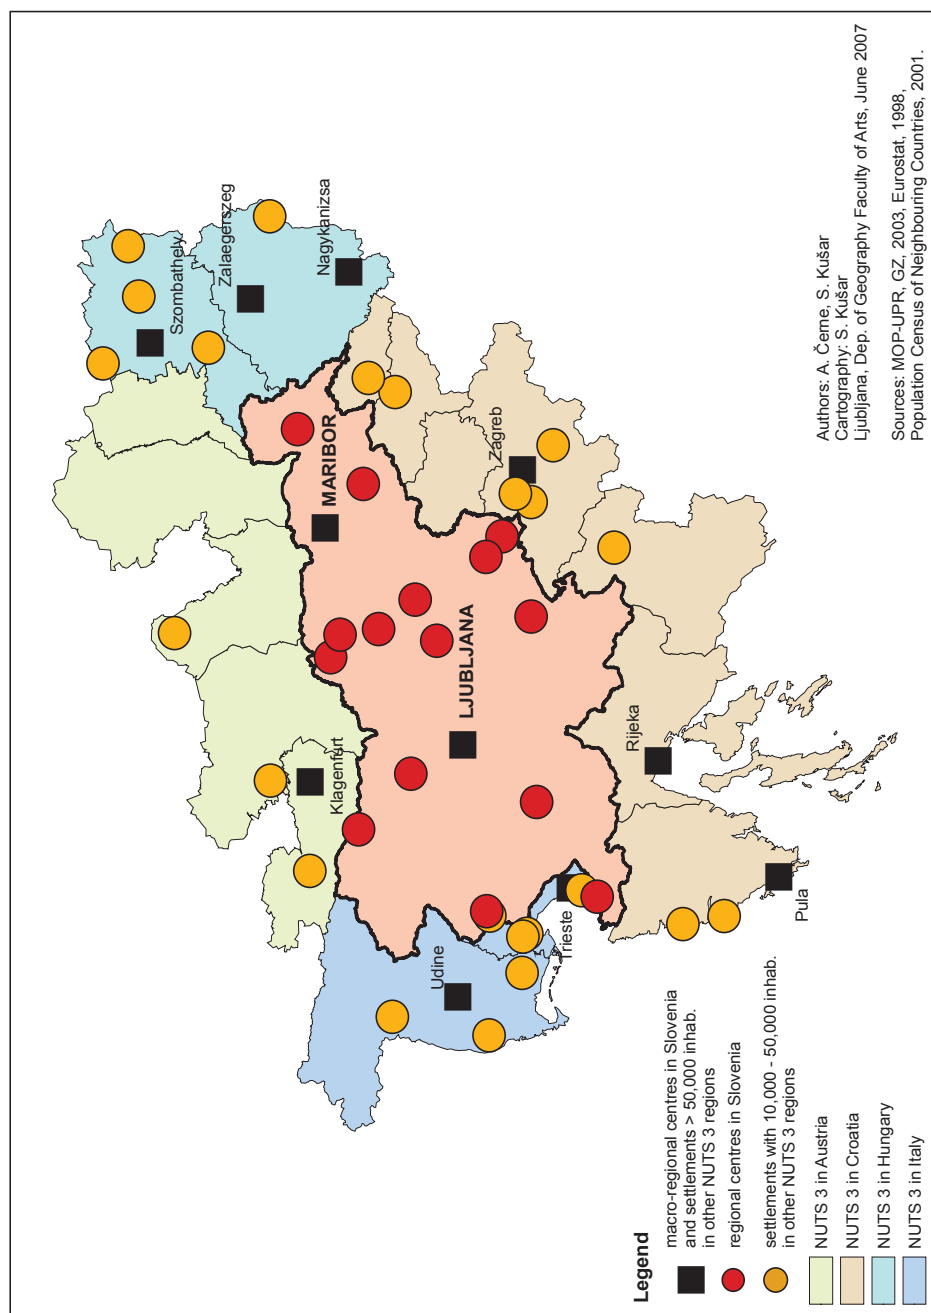 Szombathely
Zalaegerszeg
Nagykanizsa
MARIBOR
Zagreb
Klagenfurt
LJUBLJANA
Rijeka
Udine
Trieste
Pula
Legend
macro-regional centres in Slovenia
and settlements > 50,000 inhab.
in other NUTS 3 regions
regional centres in Slovenia
settlements with 10,000 - 50,000 inhab.
in other NUTS 3 regions
NUTS 3 in Austria
NUTS 3 in Croatia
NUTS 3 in Hungary
NUTS 3 in Italy
Authors: A. Černe, S. Kušar
Cartography: S. Kušar
Ljubljana, Dep. of Geography Faculty of Arts, June 2007
Sources: MOP-UPR, GZ, 2003, Eurostat, 1998,
Population Census of Neighbouring Countries, 2001.